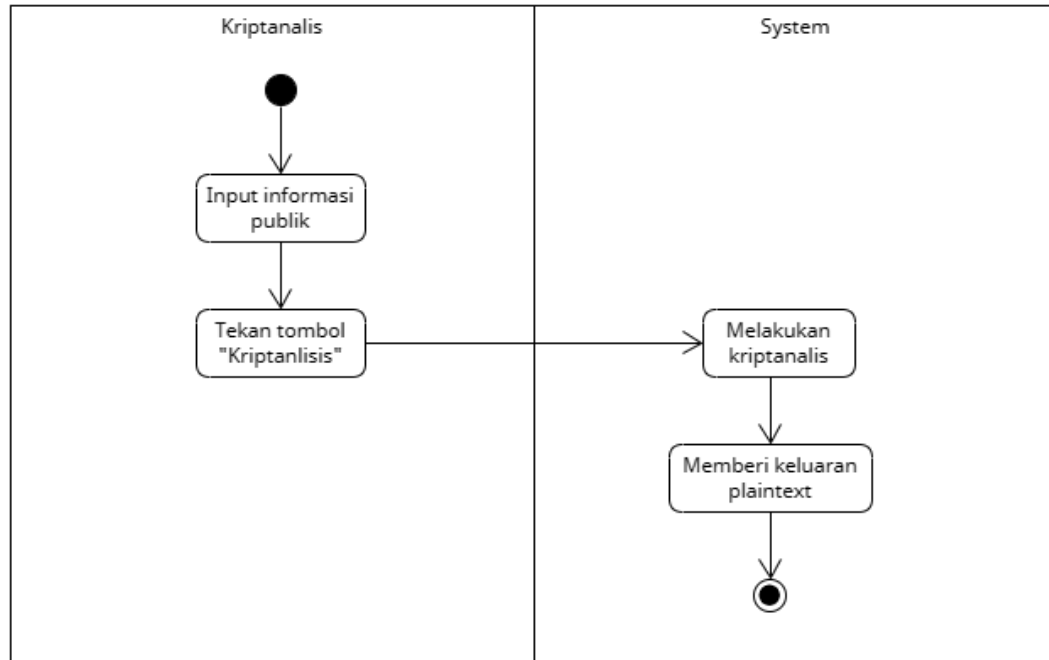 Kriptanalis
System
Input informasi
publik
Tekan tombol
"Kriptanlisis"
Melakukan
kriptanalis
Memberi keluaran
plaintext